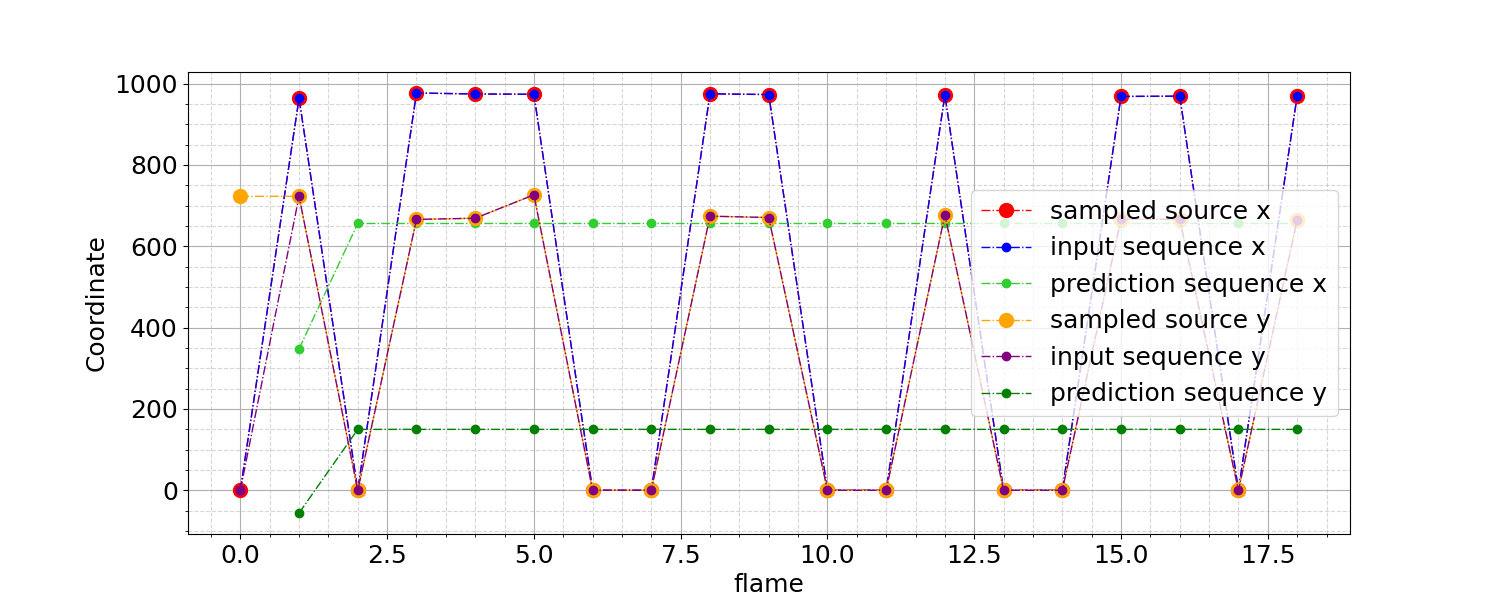 1000
800
600
400
200
0
Coordinate
0.0 2.5 5.0 7.5 10.0 12.5 15.0 17.5
flame
sampled source x
input sequence x
prediction sequence x
sampled source y
input sequence y
prediction sequence y